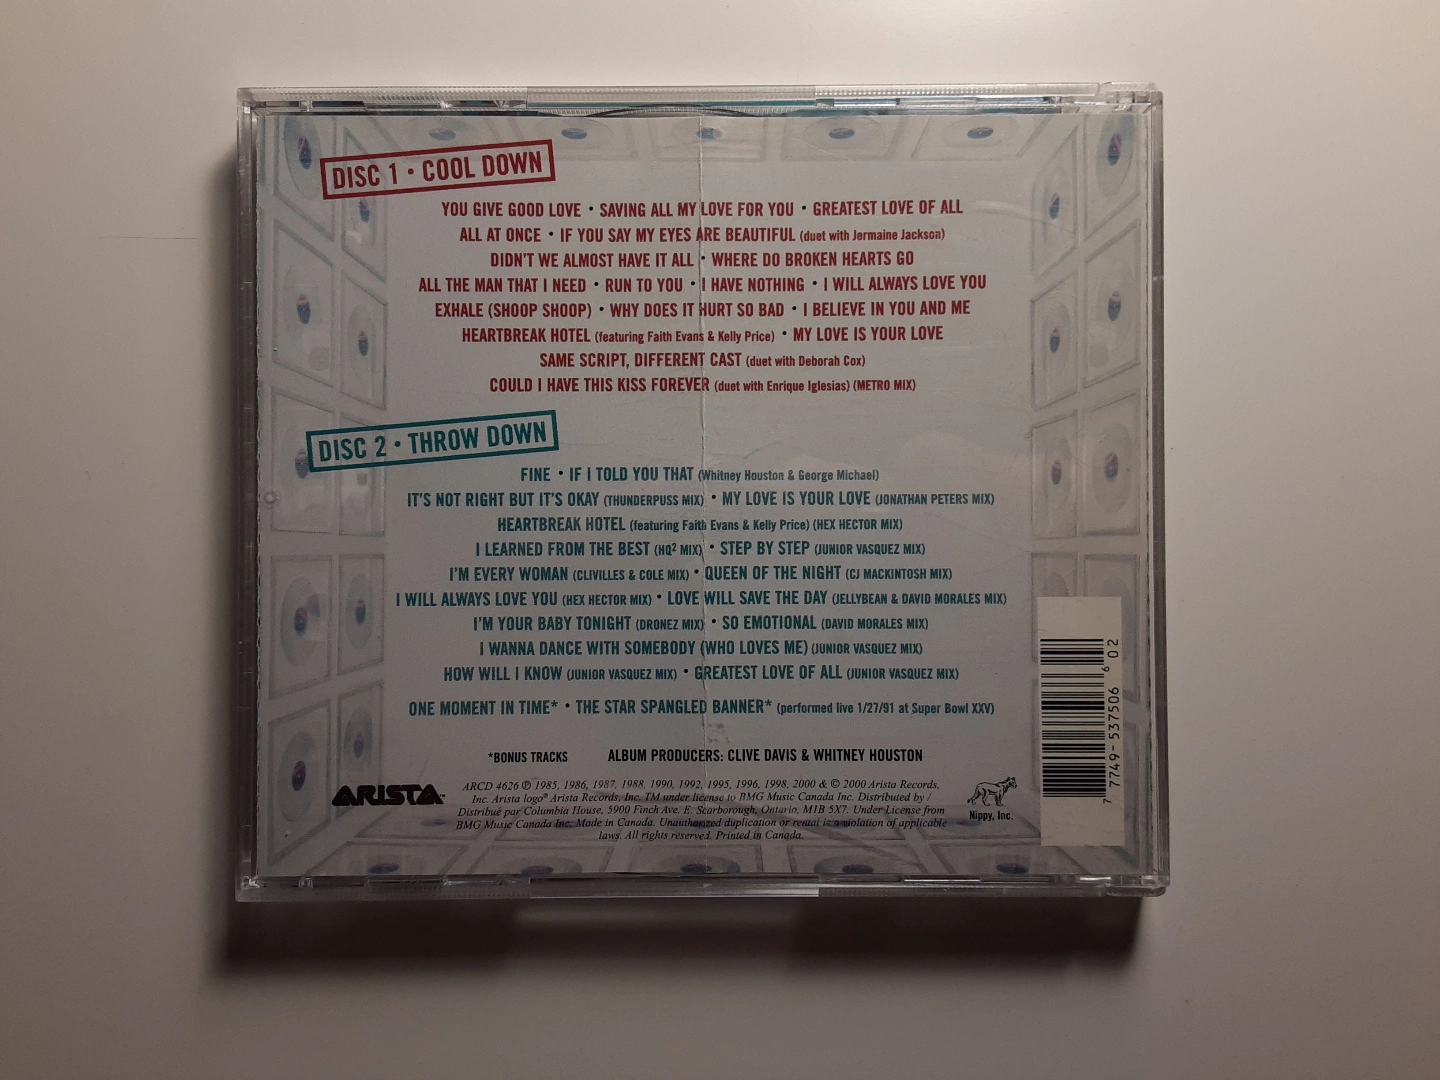 DISC 1 • COOL DOWN
YOU GIVE GOOD LOVE • SAVING ALL MY LOVE FOR YOU • GREATEST LOVE OF ALL
ALL AT ONCE • IF YOU SAY MY EYES ARE BEAUTIFUL (duet with Jermaine Jackson)
DIDN'T WE ALMOST HAVE IT ALL • WHERE DO BROKEN HEARTS GO
ALL THE MAN THAT I NEED • RUN TO YOU • I HAVE NOTHING • I WILL ALWAYS LOVE YOU
EXHALE (SHOOP SHOOP) • WHY DOES IT HURT SO BAD • I BELIEVE IN YOU AND ME
HEARTBREAK HOTEL (featuring Faith Evans & Kelly Price) • MY LOVE IS YOUR LOVE
SAME SCRIPT, DIFFERENT CAST (duet with Deborah Cox)
COULD I HAVE THIS KISS FOREVER (duet with Enrique Iglesias) (METRO MIX)
DISC 2 • THROW DOWN
FINE • IF I TOLD YOU THAT (Whitney Houston & George Michael)
IT'S NOT RIGHT BUT IT'S OKAY (THUNDERPUSS MIX) • MY LOVE IS YOUR LOVE (JONATHAN PETERS MIX)
HEARTBREAK HOTEL (featuring Faith Evans & Kelly Price) (HEX HECTOR MIX)
I LEARNED FROM THE BEST (HQ² MIX) • STEP BY STEP (JUNIOR VASQUEZ MIX)
I'M EVERY WOMAN (CLIVILLES & COLE MIX) • QUEEN OF THE NIGHT (CJ MACKINTOSH MIX)
I WILL ALWAYS LOVE YOU (HEX HECTOR MIX) • LOVE WILL SAVE THE DAY (JELLYBEAN & DAVID MORALES MIX)
I'M YOUR BABY TONIGHT (DRONEZ MIX) • SO EMOTIONAL (DAVID MORALES MIX)
I WANNA DANCE WITH SOMEBODY (WHO LOVES ME) (JUNIOR VASQUEZ MIX)
HOW WILL I KNOW (JUNIOR VASQUEZ MIX) • GREATEST LOVE OF ALL (JUNIOR VASQUEZ MIX)
ONE MOMENT IN TIME* • THE STAR SPANGLED BANNER* (performed live 1/27/91 at Super Bowl XXV)
*BONUS TRACKS ALBUM PRODUCERS: CLIVE DAVIS & WHITNEY HOUSTON
ARISTA™
ARCD 4626 ℗ 1985, 1986, 1987, 1988, 1990, 1992, 1995, 1996, 1998, 2000 & © 2000 Arista Records,
Inc. Arista logo® Arista Records, Inc. TM under license to BMG Music Canada Inc. Distributed by /
Distribué par Columbia House, 5900 Finch Ave. E. Scarborough, Ontario, M1B 5X7. Under License from
BMG Music Canada Inc. Made in Canada. Unauthorized duplication or rental is a violation of applicable
laws. All rights reserved. Printed in Canada.
Nippy, Inc.
7 7749-537506 6 02